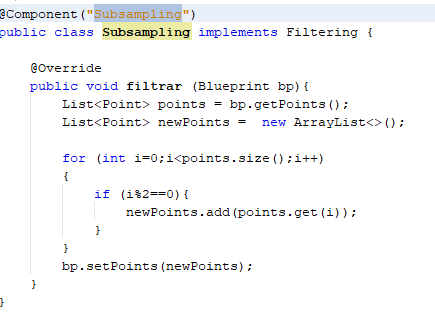 @Component("Subsampling")
public class Subsampling implements Filtering {
@Override
public void filtrar (Blueprint bp){
List<Point> points = bp.getPoints();
List<Point> newPoints =  new ArrayList<>();
for (int i=0;i<points.size();i++)
{
if (i%2==0){
newPoints.add(points.get(i));
}
}
bp.setPoints(newPoints);
}
}